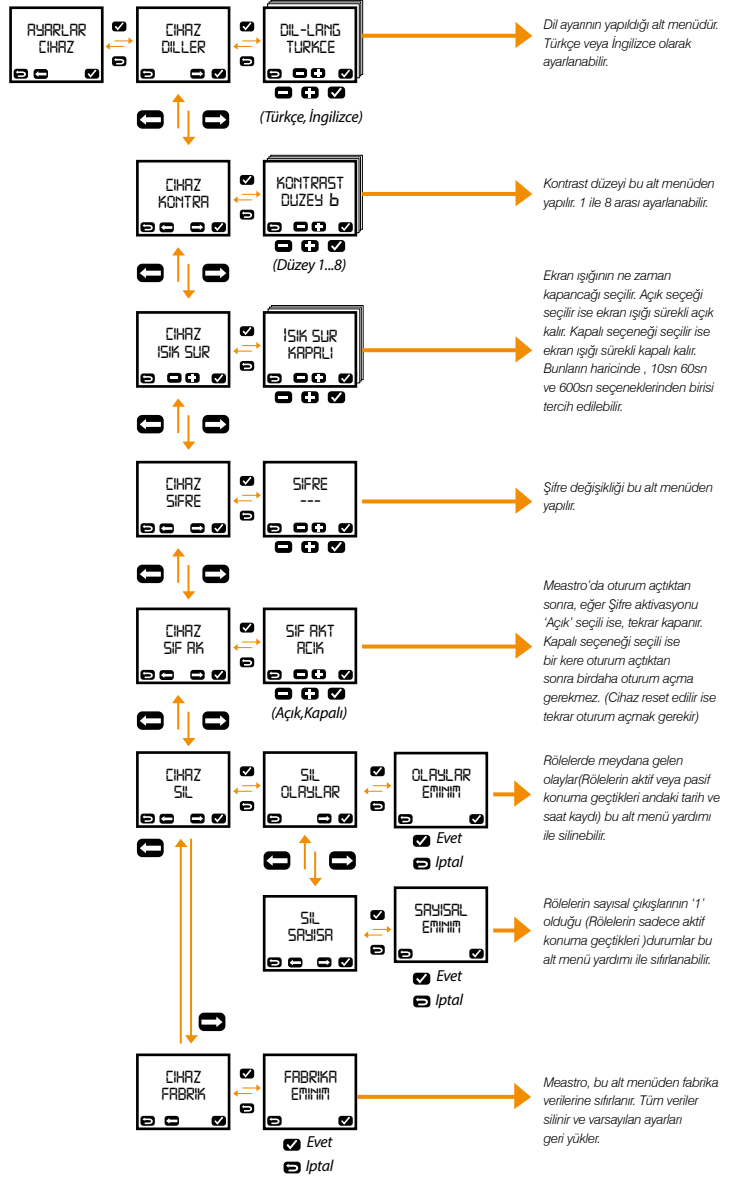 AYARLAR
CIHAZ
CIHAZ
DILLER
DIL-LANG
TURKCE
(Türkçe, İngilizce)
Dil ayarının yapıldığı alt menüdür.
Türkçe veya İngilizce olarak
ayarlanabilir.
CIHAZ
KONTRA
KONTRAST
DUZEY 6
(Düzey 1...8)
Kontrast düzeyi bu alt menüden
yapılır. 1 ile 8 arası ayarlanabilir.
CIHAZ
ISIK SUR
ISIK SUR
KAPALI
Ekran ışığının ne zaman
kapancağı seçilir. Açık seçeği
seçilir ise ekran ışığı sürekli açık
kalır. Kapalı seçeneği seçilir ise
ekran ışığı sürekli kapalı kalır.
Bunların haricinde , 10sn 60sn
ve 600sn seçeneklerinden birisi
tercih edilebilir.
CIHAZ
SIFRE
SIFRE
---
Şifre değişikliği bu alt menüden
yapılır.
CIHAZ
SIF AK
SIF AKT
ACIK
(Açık,Kapalı)
Meastro’da oturum açtıktan
sonra, eğer Şifre aktivasyonu
‘Açık’ seçili ise, tekrar kapanır.
Kapalı seçeneği seçili ise
bir kere oturum açtıktan
sonra birdaha oturum açma
gerekmez. (Cihaz reset edilir ise
tekrar oturum açmak gerekir)
CIHAZ
SIL
SIL
OLAYLAR
OLAYLAR
EMINIM
Evet
Iptal
Rölelerde meydana gelen
olaylar(Rölelerin aktif veya pasif
konuma geçtikleri andaki tarih ve
saat kaydı) bu alt menü yardımı
ile silinebilir.
SIL
SAYISA
SAYISAL
EMINIM
Evet
Iptal
Rölelerin sayısal çıkışlarının ‘1’
olduğu (Rölelerin sadece aktif
konuma geçtikleri )durumlar bu
alt menü yardımı ile sıfırlanabilir.
CIHAZ
FABRIK
FABRIKA
EMINIM
Evet
Iptal
Meastro, bu alt menüden fabrika
verilerine sıfırlanır. Tüm veriler
silinir ve varsayılan ayarları
geri yükler.